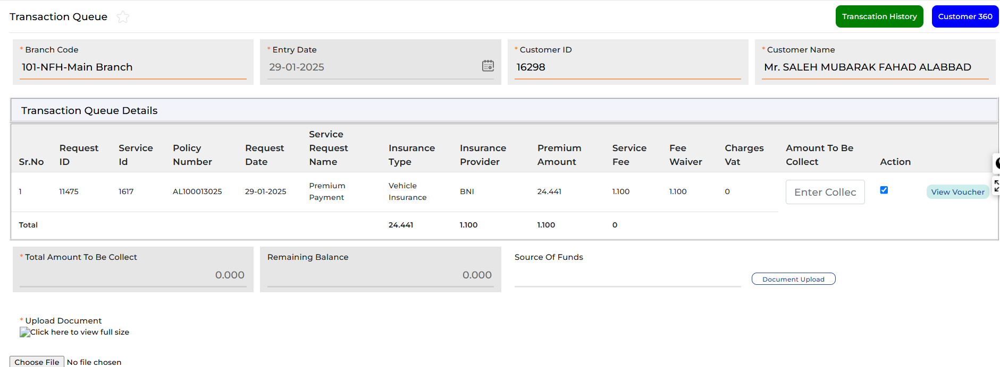 Transaction Queue
Transcation History
Customer 360
* Branch Code
101-NFH-Main Branch
* Entry Date
29-01-2025
* Customer ID
16298
* Customer Name
Mr. SALEH MUBARAK FAHAD ALABBAD
Transaction Queue Details
Sr.No
Request
ID
Service
Id
Policy
Number
Request
Date
Service
Request
Name
Insurance
Type
Insurance
Provider
Premium
Amount
Service
Fee
Fee
Waiver
Charges
Vat
Amount To Be
Collect
Action
1
11475
1617
AL100013025
29-01-2025
Premium
Payment
Vehicle
Insurance
BNI
24.441
1.100
1.100
0
Enter Collec
View Voucher
Total
24.441
1.100
1.100
0
* Total Amount To Be Collect
0.000
Remaining Balance
0.000
Source Of Funds
Document Upload
* Upload Document
Click here to view full size
Choose File No file chosen